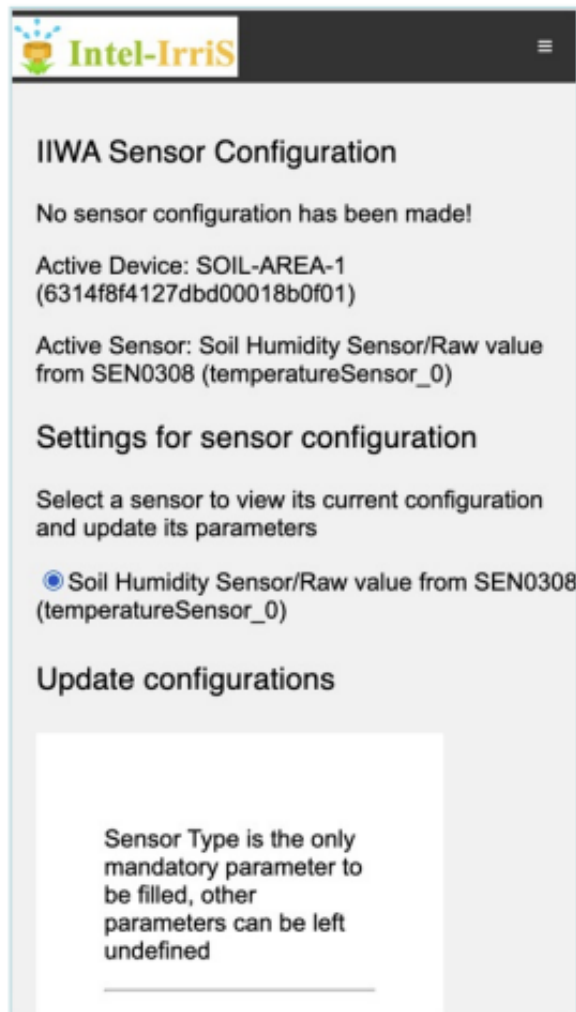 Intel-IrriS
≡
IIWA Sensor Configuration
No sensor configuration has been made!
Active Device: SOIL-AREA-1
(6314f8f4127dbd00018b0f01)
Active Sensor: Soil Humidity Sensor/Raw value
from SEN0308 (temperatureSensor_0)
Settings for sensor configuration
Select a sensor to view its current configuration
and update its parameters
Soil Humidity Sensor/Raw value from SEN0308
(temperatureSensor_0)
Update configurations
Sensor Type is the only
mandatory parameter to
be filled, other
parameters can be left
undefined